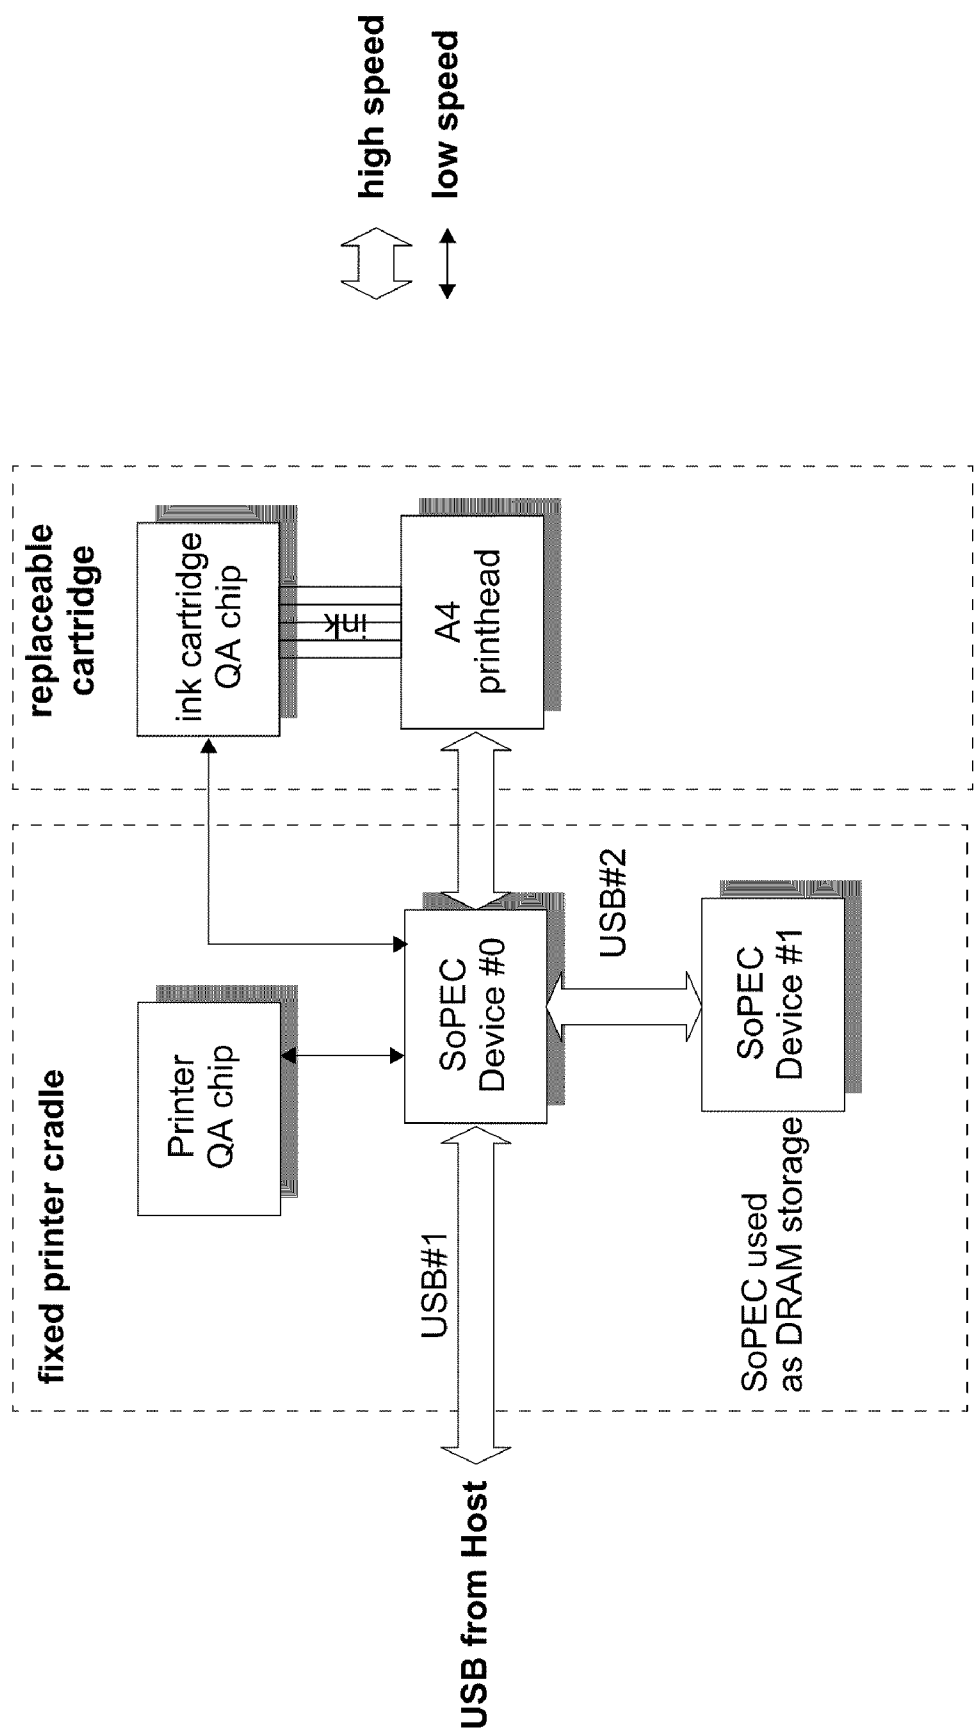 fixed printer cradle
replaceable
cartridge
Printer
QA chip
ink cartridge
QA chip
ink
high speed
low speed
USB from Host
USB#1
SoPEC
Device #0
A4
printhead
USB#2
SoPEC used
as DRAM storage
SoPEC
Device #1